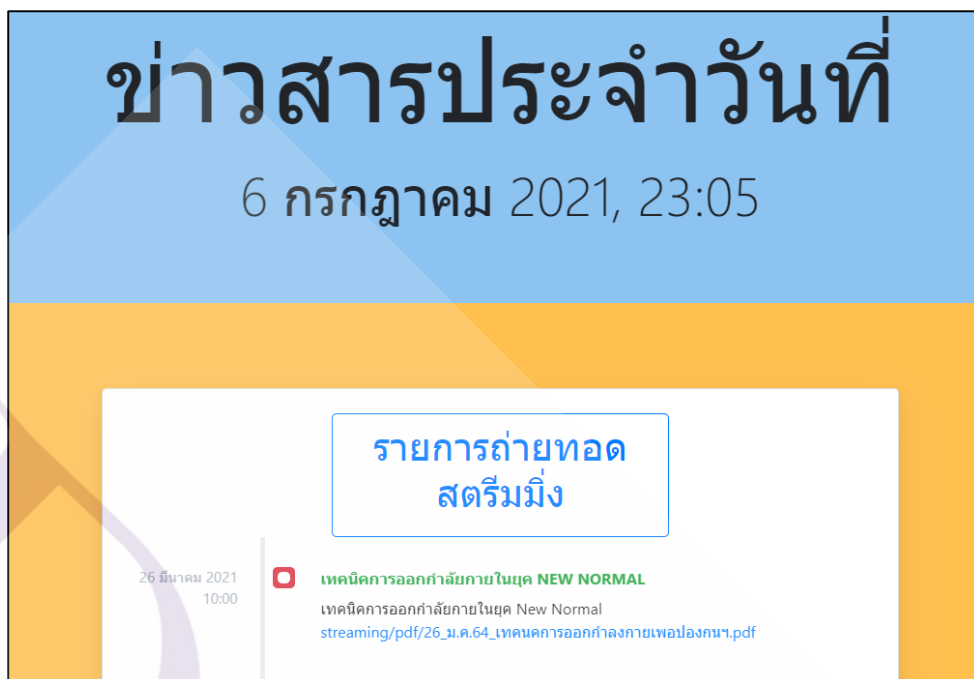 ข่าวสารประจำวันที่
6 กรกฎาคม 2021, 23:05
รายการถ่ายทอด
สตรีมมิ่ง
26 มีนาคม 2021
10:00
เทคนิคการออกกำลังกายในยุค NEW NORMAL
เทคนิคการออกกำลังกายในยุค New Normal
streaming/pdf/26_ม.ค.64_เทคนคการออกกำลงกายเพอปองกนฯ.pdf